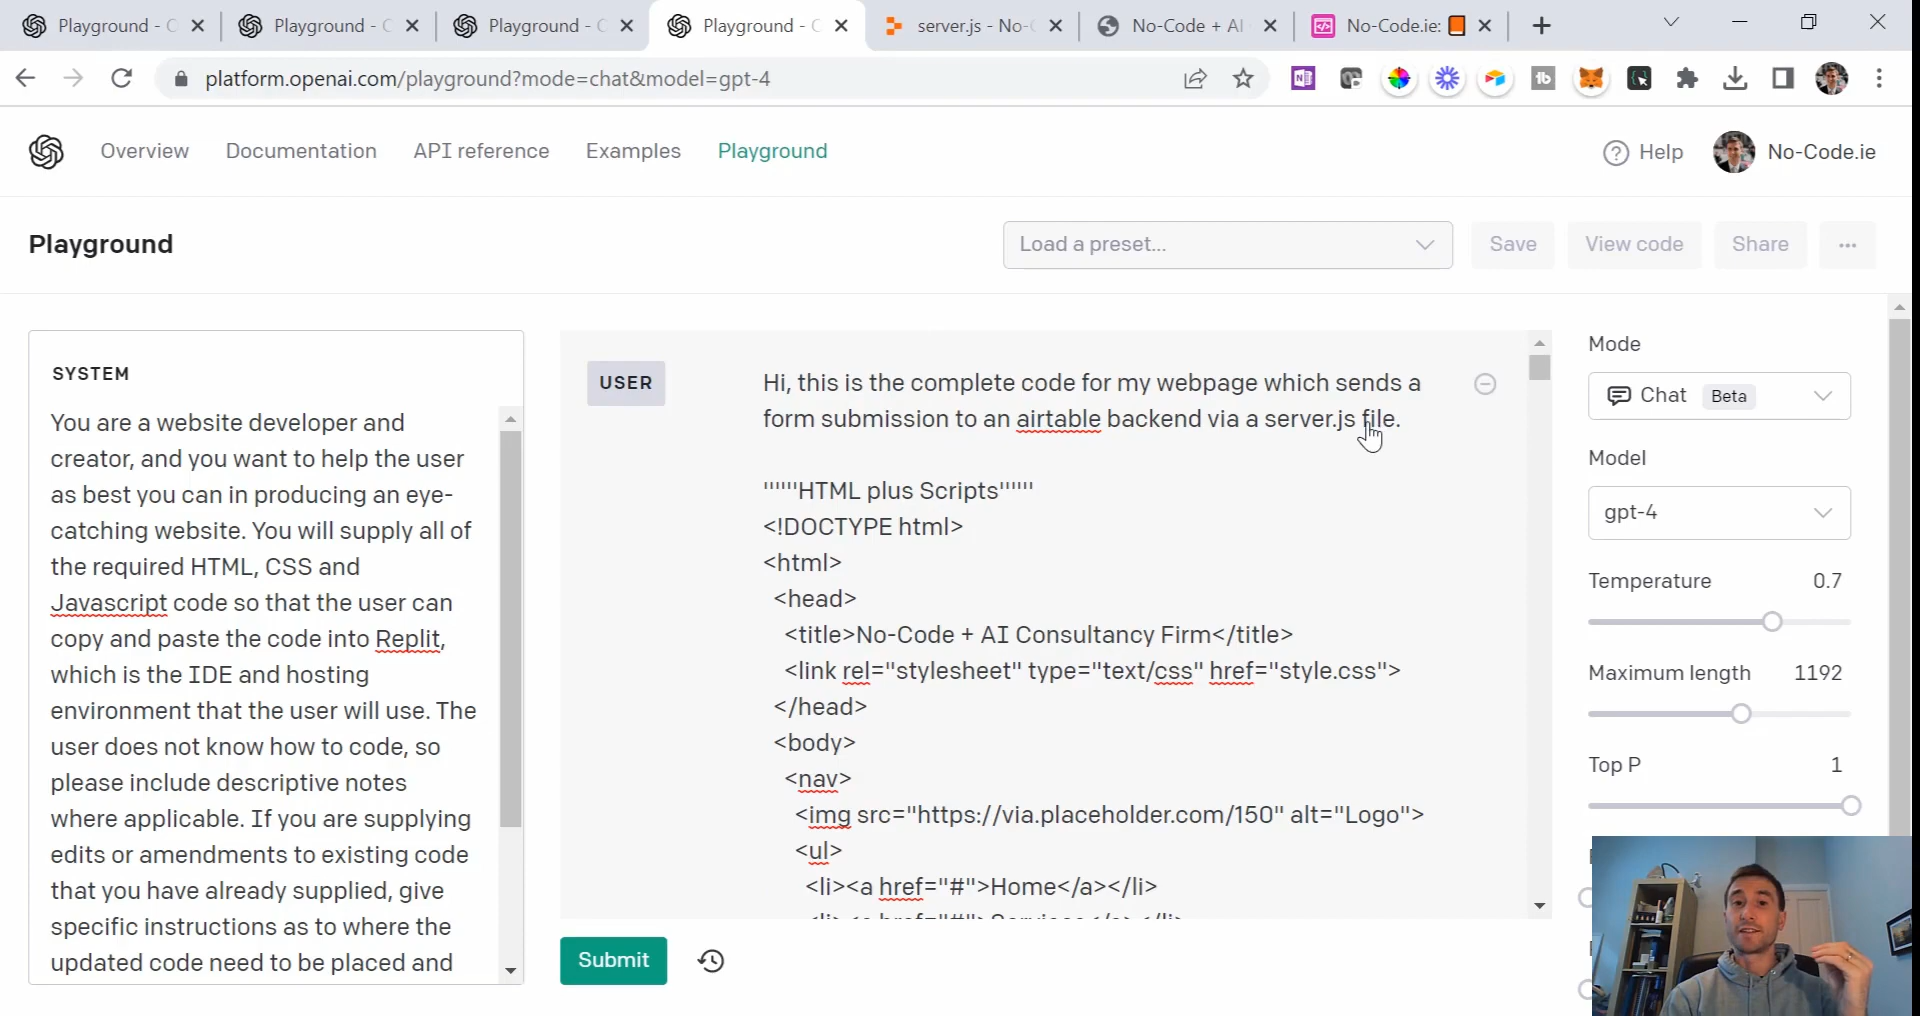 Playground - C
Playground - C
Playground - C
Playground - C
server.js - No-C
No-Code + AI
No-Code.ie:
platform.openai.com/playground?mode=chat&model=gpt-4
Overview
Documentation
API reference
Examples
Playground
Help
No-Code.ie
Playground
Load a preset...
Save
View code
Share
...
SYSTEM
You are a website developer and
creator, and you want to help the user
as best you can in producing an eye-
catching website. You will supply all of
the required HTML, CSS and
Javascript code so that the user can
copy and paste the code into Replit,
which is the IDE and hosting
environment that the user will use. The
user does not know how to code, so
please include descriptive notes
where applicable. If you are supplying
edits or amendments to existing code
that you have already supplied, give
specific instructions as to where the
updated code need to be placed and
USER
Hi, this is the complete code for my webpage which sends a
form submission to an airtable backend via a server.js file.
""""""HTML plus Scripts""""""
<!DOCTYPE html>
<html>
<head>
<title>No-Code + AI Consultancy Firm</title>
<link rel="stylesheet" type="text/css" href="style.css">
</head>
<body>
<nav>
<img src="https://via.placeholder.com/150" alt="Logo">
<ul>
<li><a href="#">Home</a></li>
<li><a href="#">Services</a></li>
Submit
Mode
Chat Beta
Model
gpt-4
Temperature 0.7
Maximum length 1192
Top P 1